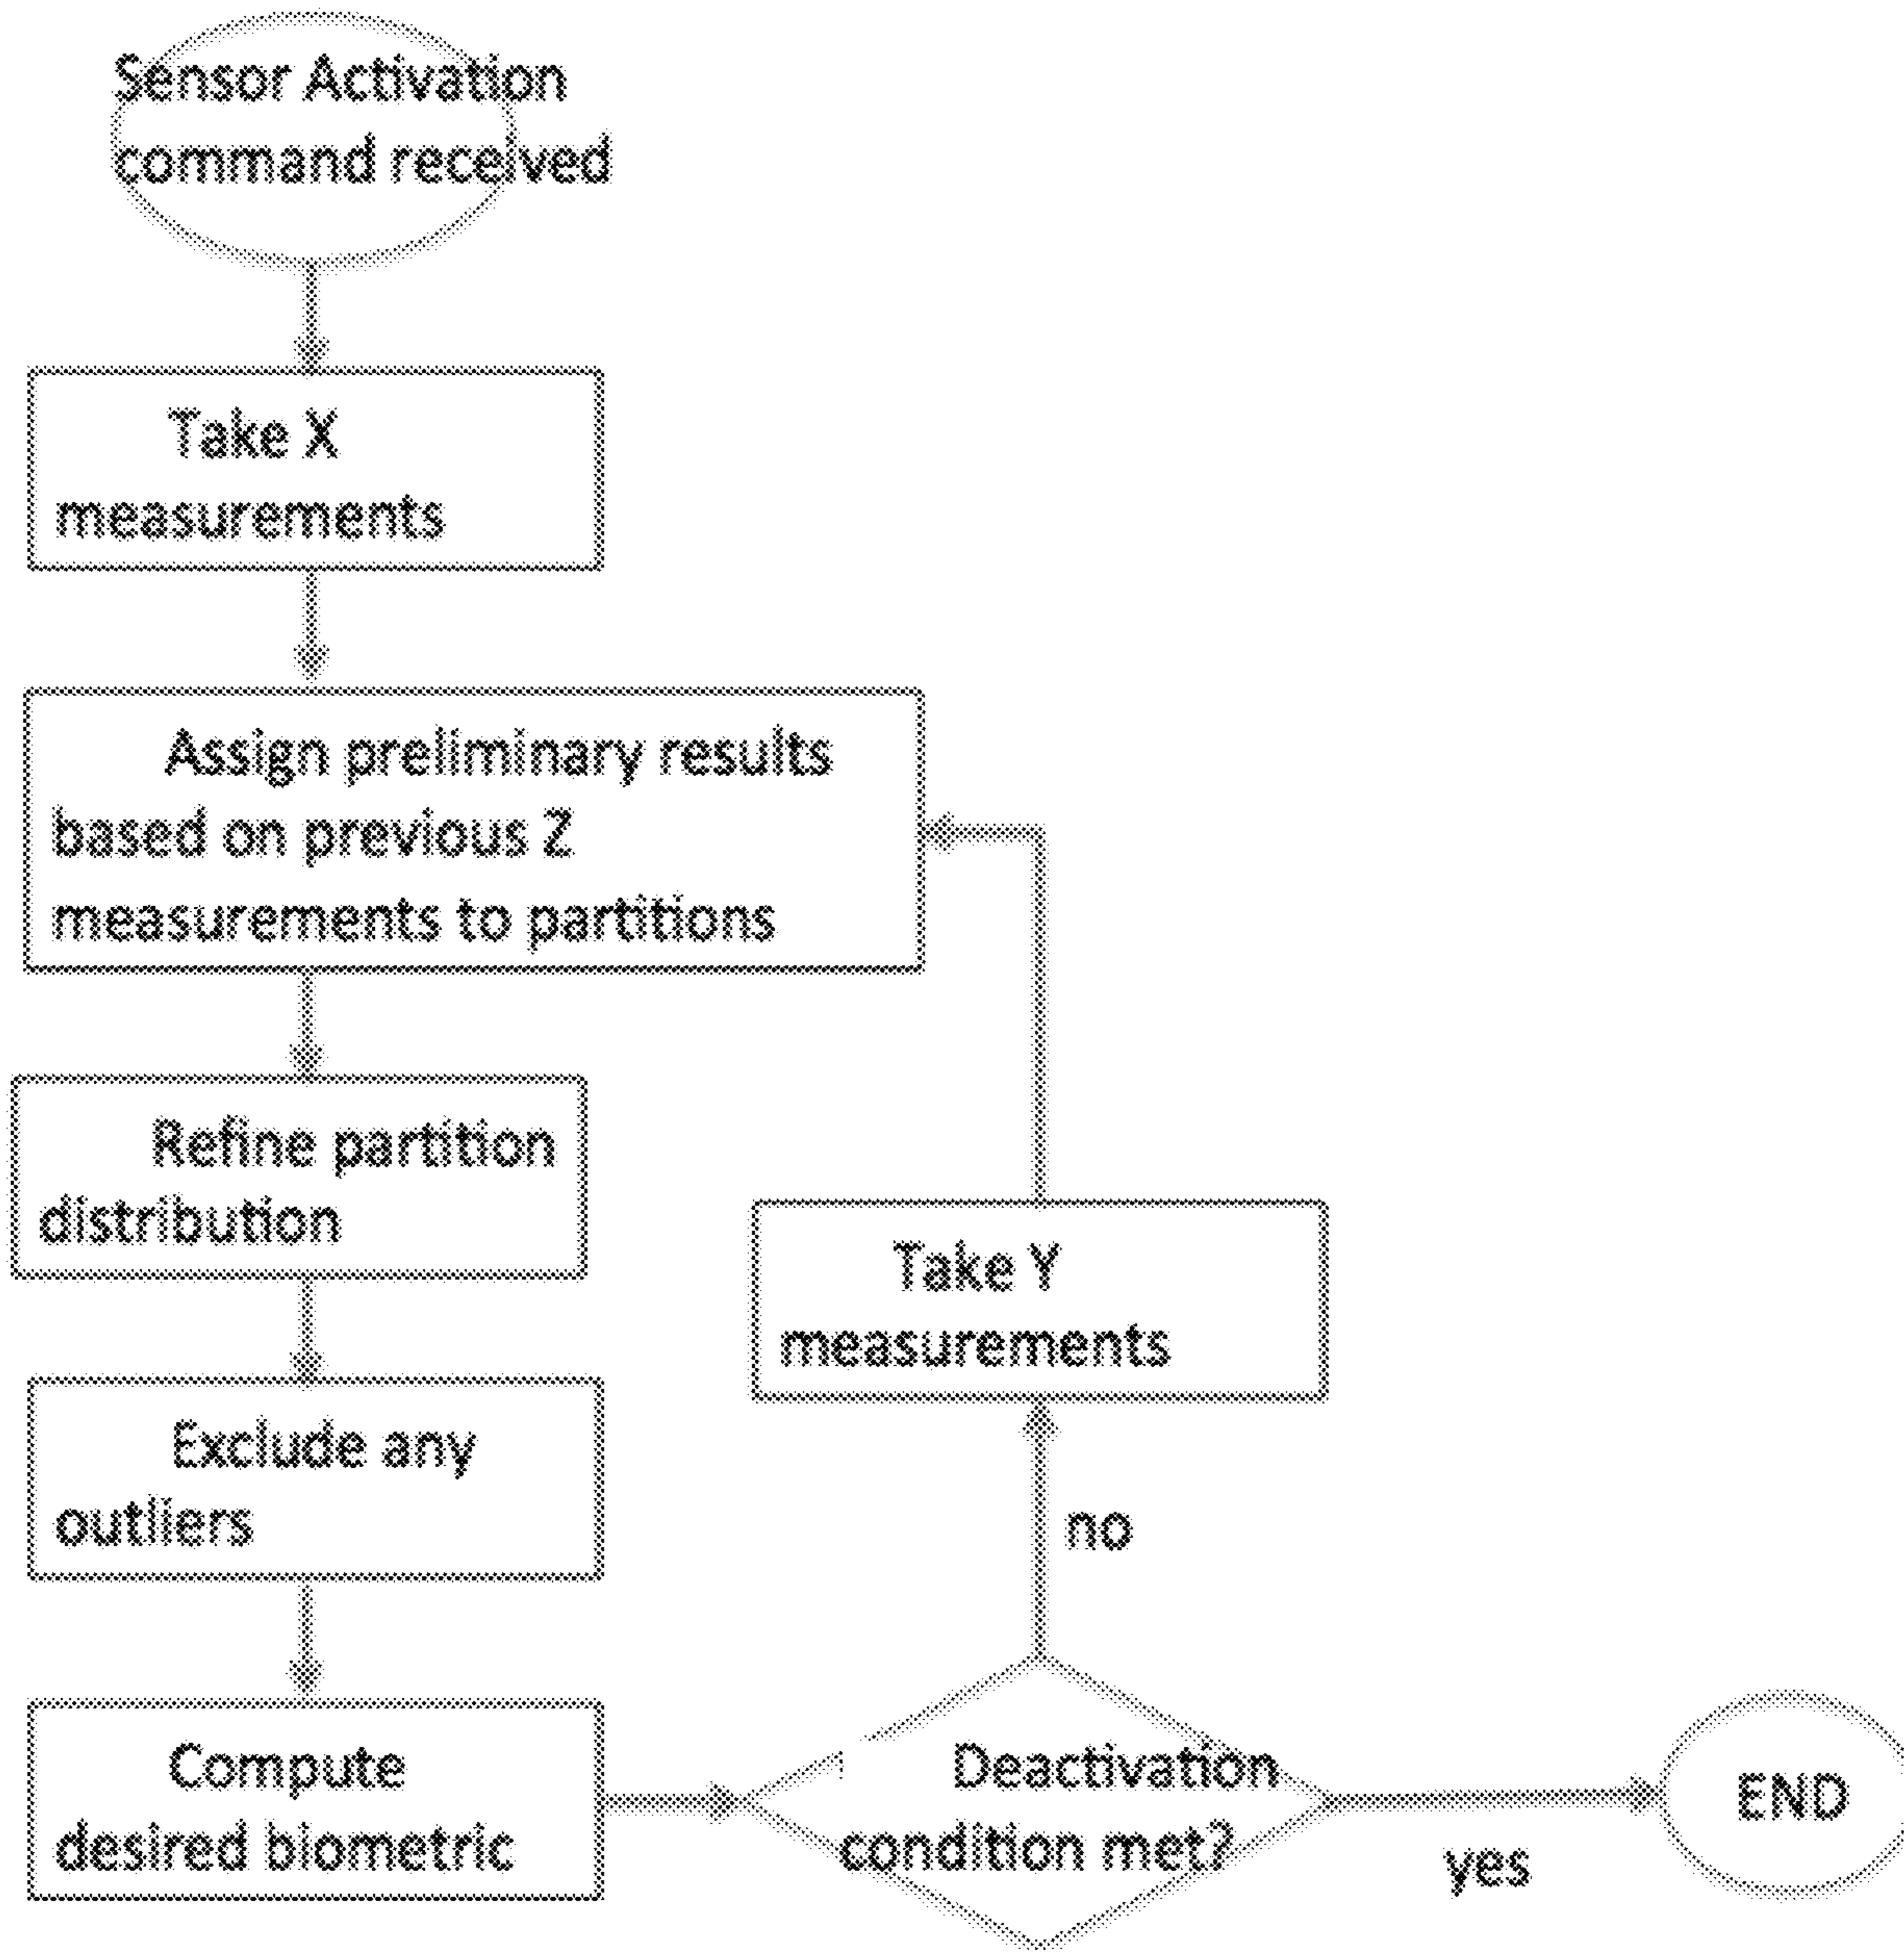 Sensor Activation
command received
Take X
measurements
Assign preliminary results
based on previous Z
measurements to partitions
Refine partition
distribution
Exclude any
outliers
Compute
desired biometric
Take Y
measurements
no
Deactivation
condition met?
yes
END